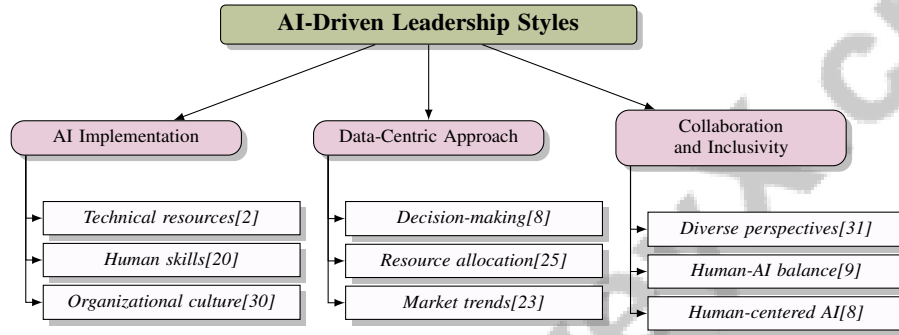 AI-Driven Leadership Styles
AI Implementation
Technical resources[2]
Human skills[20]
Organizational culture[30]
Data-Centric Approach
Decision-making[8]
Resource allocation[25]
Market trends[23]
Collaboration
and Inclusivity
Diverse perspectives[31]
Human-AI balance[9]
Human-centered AI[8]